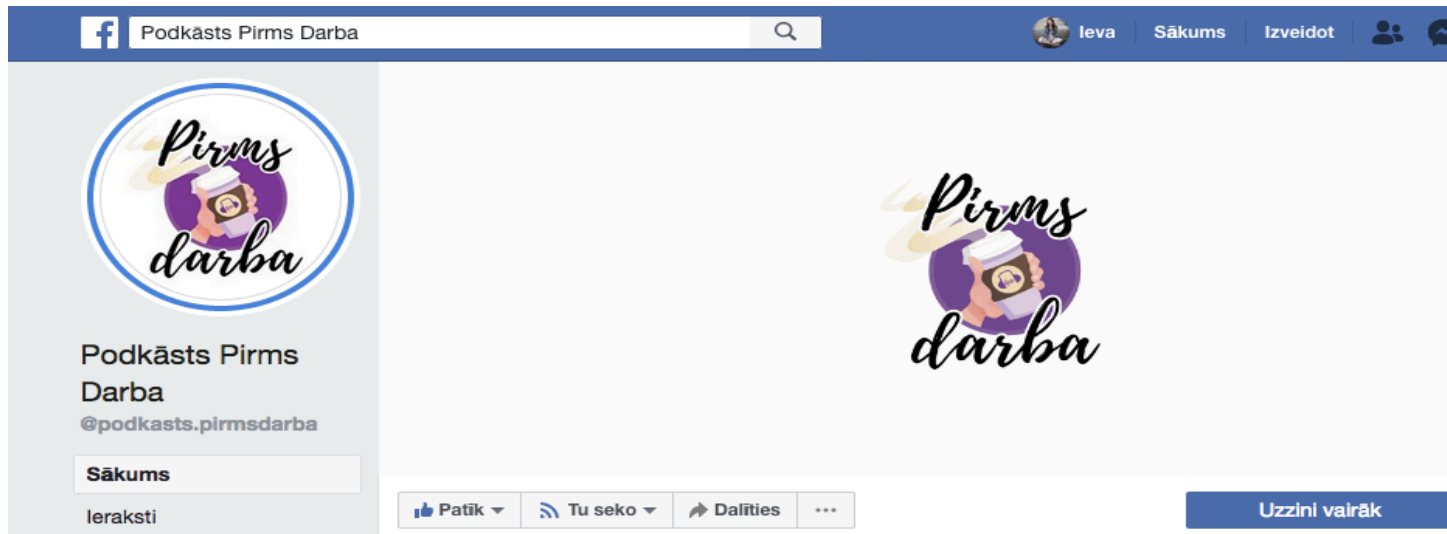 Podkāsts Pirms Darba
Ieva Sākums Izveidot
Pirms
darba
Podkāsts Pirms
Darba
@podkasts.pirmsdarba
Sākums
Ieraksti
Pirms
darba
Patīk Tu seko Dalīties ...
Uzzini vairāk